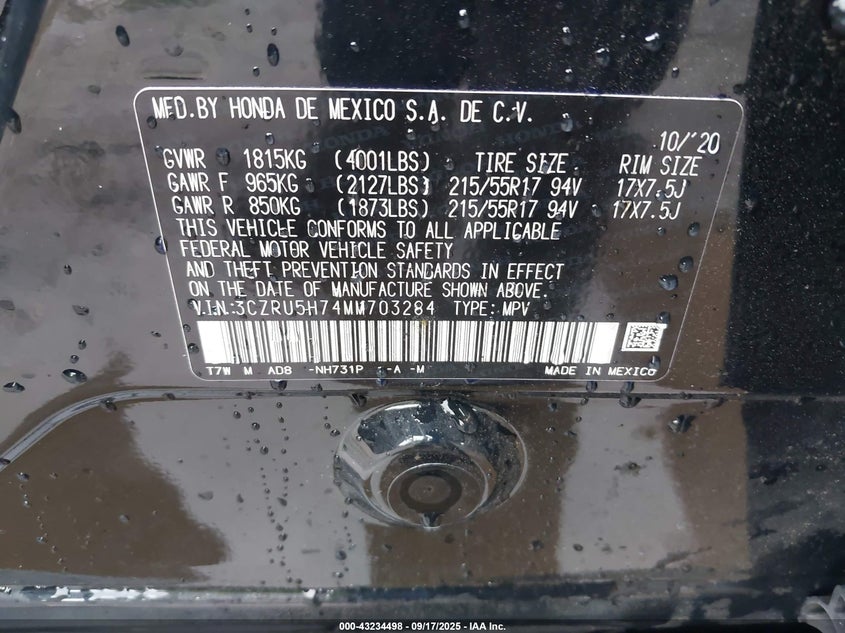 MFD.BY HONDA DE MEXICO S.A. DE C.V.
10/'20
GVWR 1815KG (4001LBS) TIRE SIZE RIM SIZE
GAWR F 965KG (2127LBS) 215/55R17 94V 17X7.5J
GAWR R 850KG (1873LBS) 215/55R17 94V 17X7.5J
THIS VEHICLE CONFORMS TO ALL APPLICABLE
FEDERAL MOTOR VEHICLE SAFETY
AND THEFT PREVENTION STANDARDS IN EFFECT
ON THE DATE OF MANUFACTURE SHOWN ABOVE.
V.I.N:3CZRU5H74MM703284 TYPE: MPV
T7W M AD8 -NH731P :-A -M MADE IN MEXICO
000-43234498 - 09/17/2025 - IAA Inc.